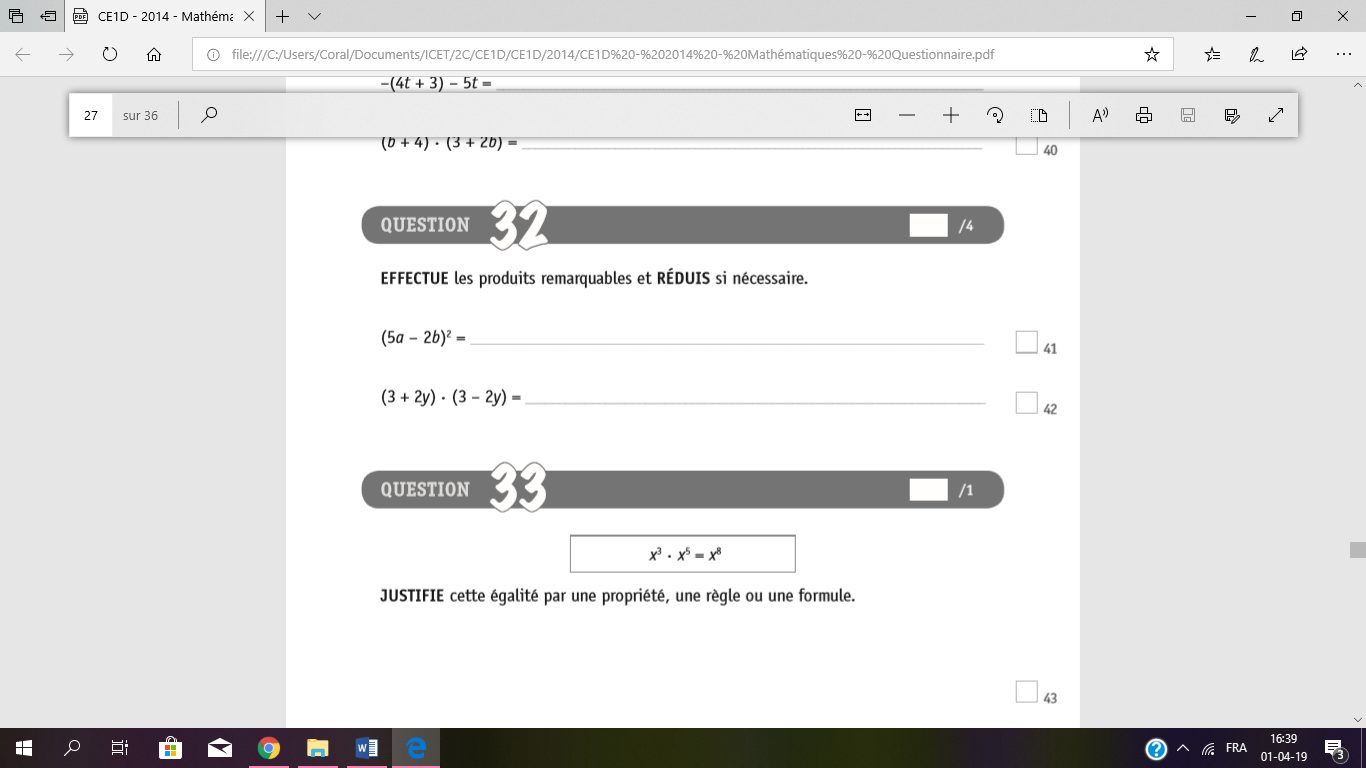 CE1D - 2014 - Mathéma
file:///C:/Users/Coral/Documents/ICET/2C/CE1D/CE1D/2014/CE1D%20-%202014%20-%20Mathématiques%20-%20Questionnaire.pdf
–(4t + 3) – 5t =
27 sur 36
(b + 4) · (3 + 2b) =
40
QUESTION 32 /4
EFFECTUE les produits remarquables et RÉDUIS si nécessaire.
(5a – 2b)² =
41
(3 + 2y) · (3 – 2y) =
42
QUESTION 33 /1
x³ · x⁵ = x⁸
JUSTIFIE cette égalité par une propriété, une règle ou une formule.
43
FRA
16:39
01-04-19
3